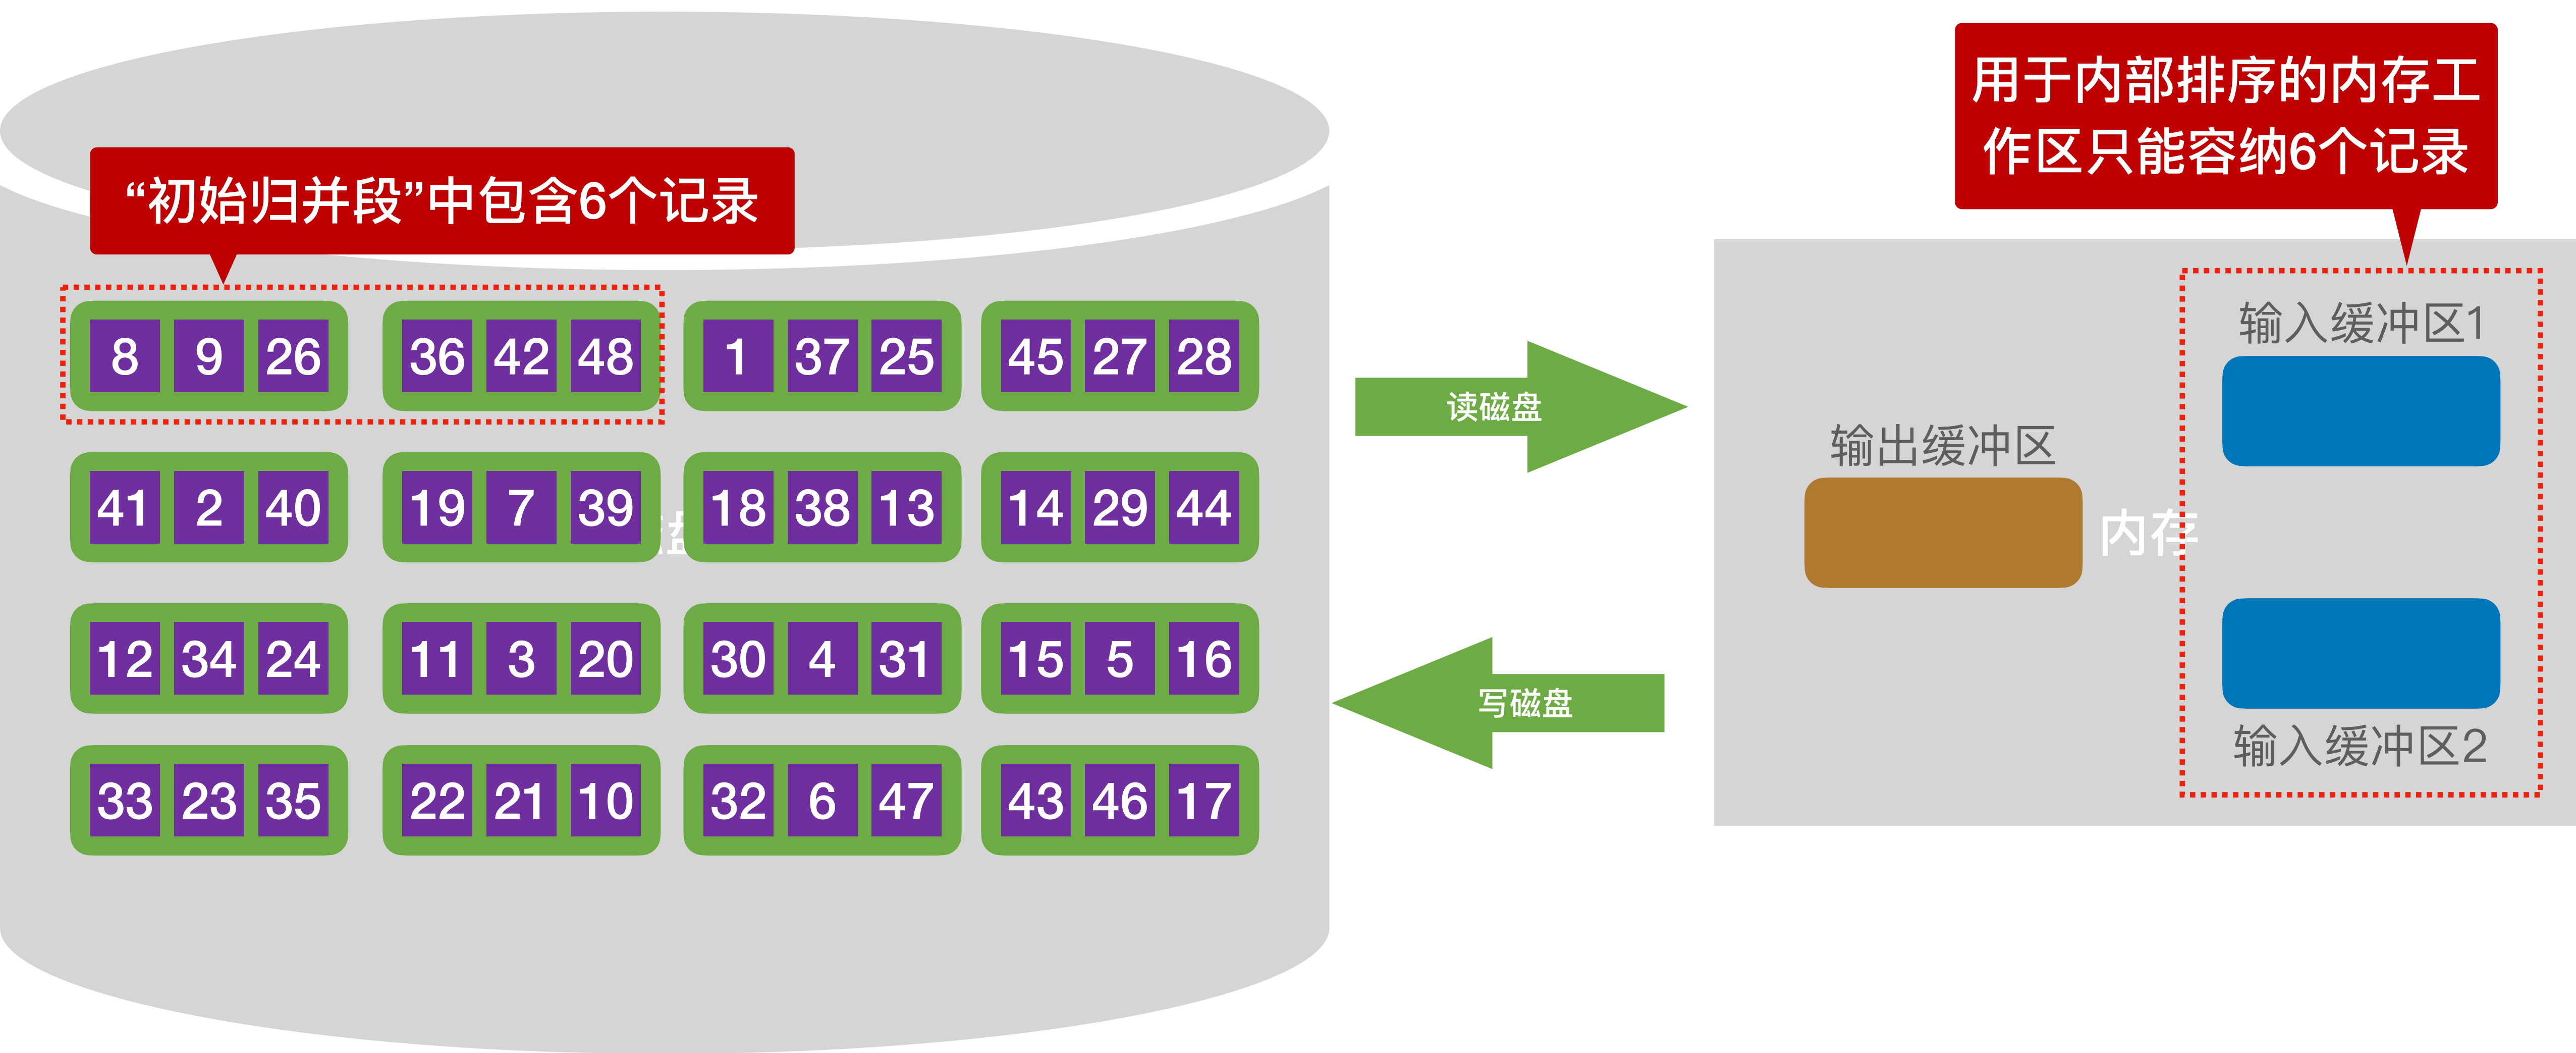 用于内部排序的内存工
作区只能容纳6个记录
“初始归并段”中包含6个记录
8 9 26 36 42 48 1 37 25 45 27 28
41 2 40 19 7 39 18 38 13 14 29 44
12 34 24 11 3 20 30 4 31 15 5 16
33 23 35 22 21 10 32 6 47 43 46 17
读磁盘
写磁盘
输出缓冲区
内存
输入缓冲区1
输入缓冲区2